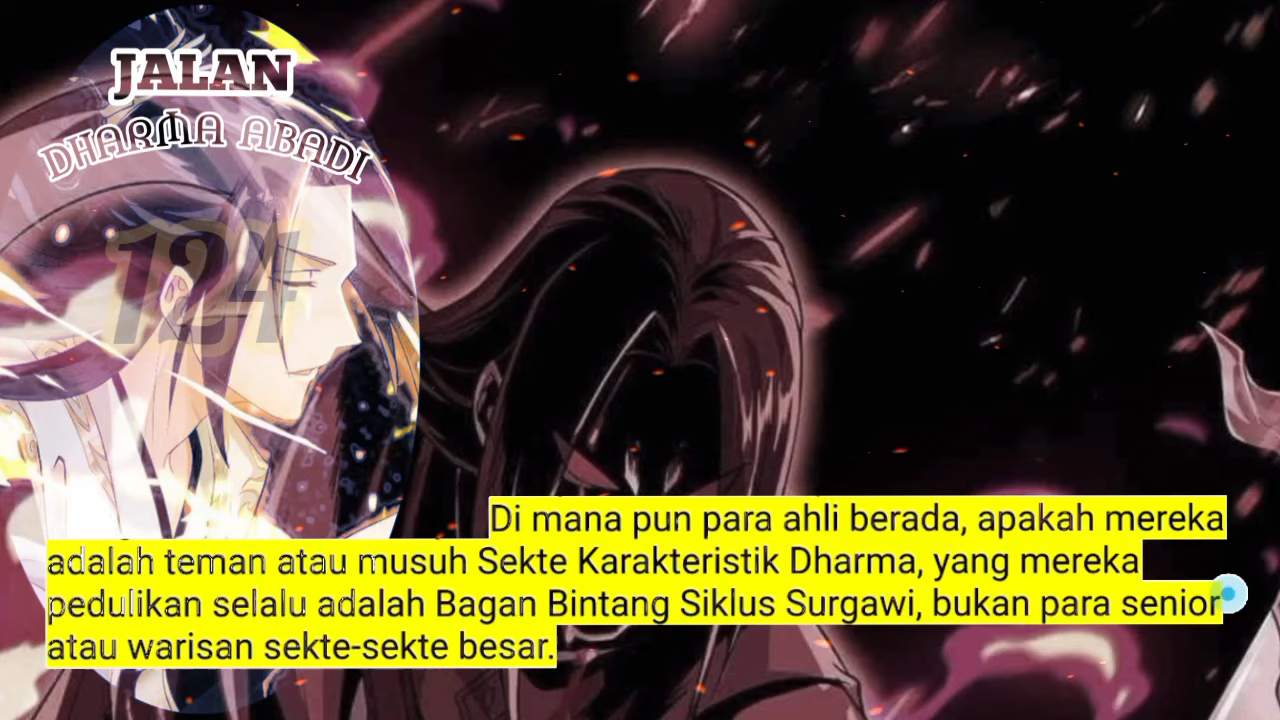 JALAN
DHARMA ABADI
124
Di mana pun para ahli berada, apakah mereka
adalah teman atau musuh Sekte Karakteristik Dharma, yang mereka
pedulikan selalu adalah Bagan Bintang Siklus Surgawi, bukan para senior
atau warisan sekte-sekte besar.